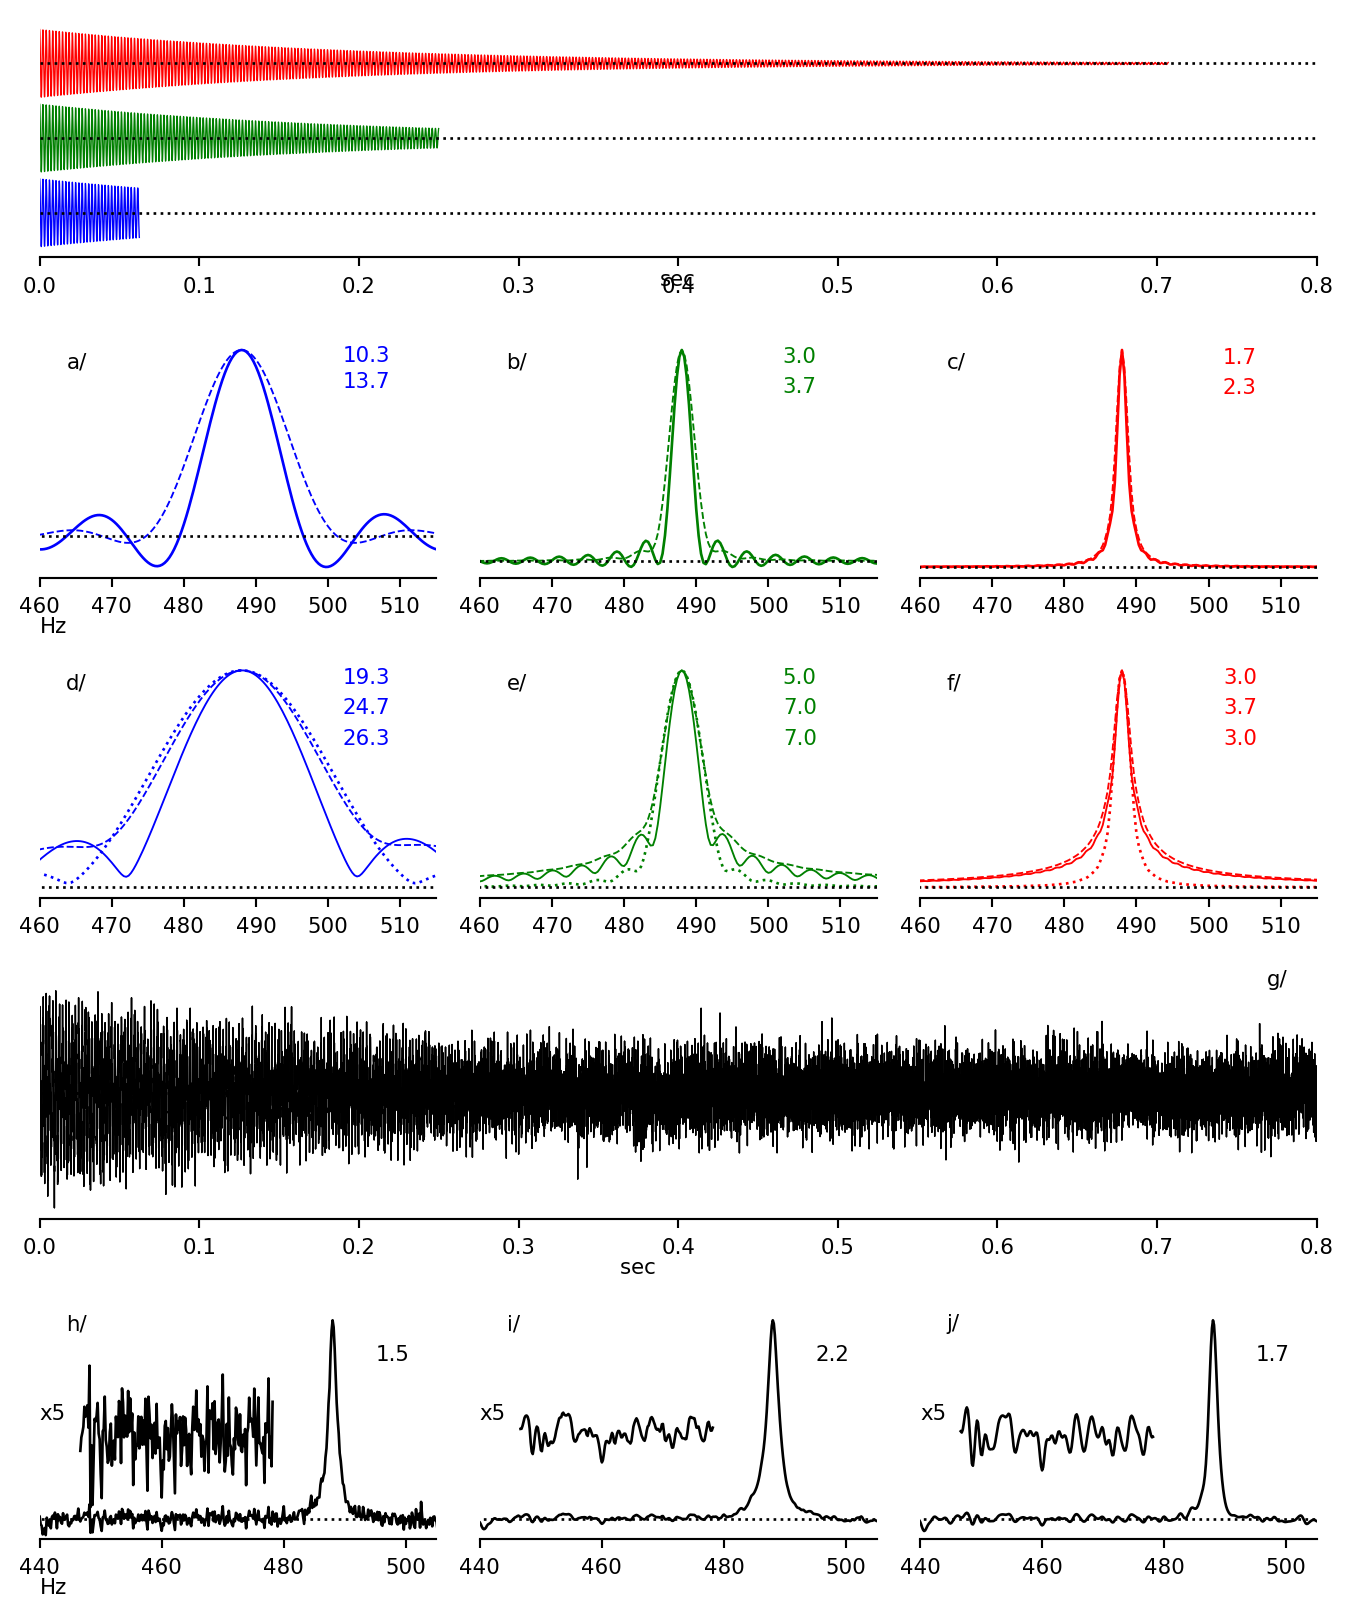 0.0 0.1 0.2 0.3 0.4 0.5 0.6 0.7 0.8
sec
a/ 10.3
13.7
b/ 3.0
3.7
c/ 1.7
2.3
460 470 480 490 500 510
460 470 480 490 500 510
460 470 480 490 500 510
Hz
d/ 19.3
24.7
26.3
e/ 5.0
7.0
7.0
f/ 3.0
3.7
3.0
460 470 480 490 500 510
460 470 480 490 500 510
460 470 480 490 500 510
g/
0.0 0.1 0.2 0.3 0.4 0.5 0.6 0.7 0.8
sec
h/
1.5
x5
i/
2.2
x5
j/
1.7
x5
440 460 480 500
440 460 480 500
440 460 480 500
Hz